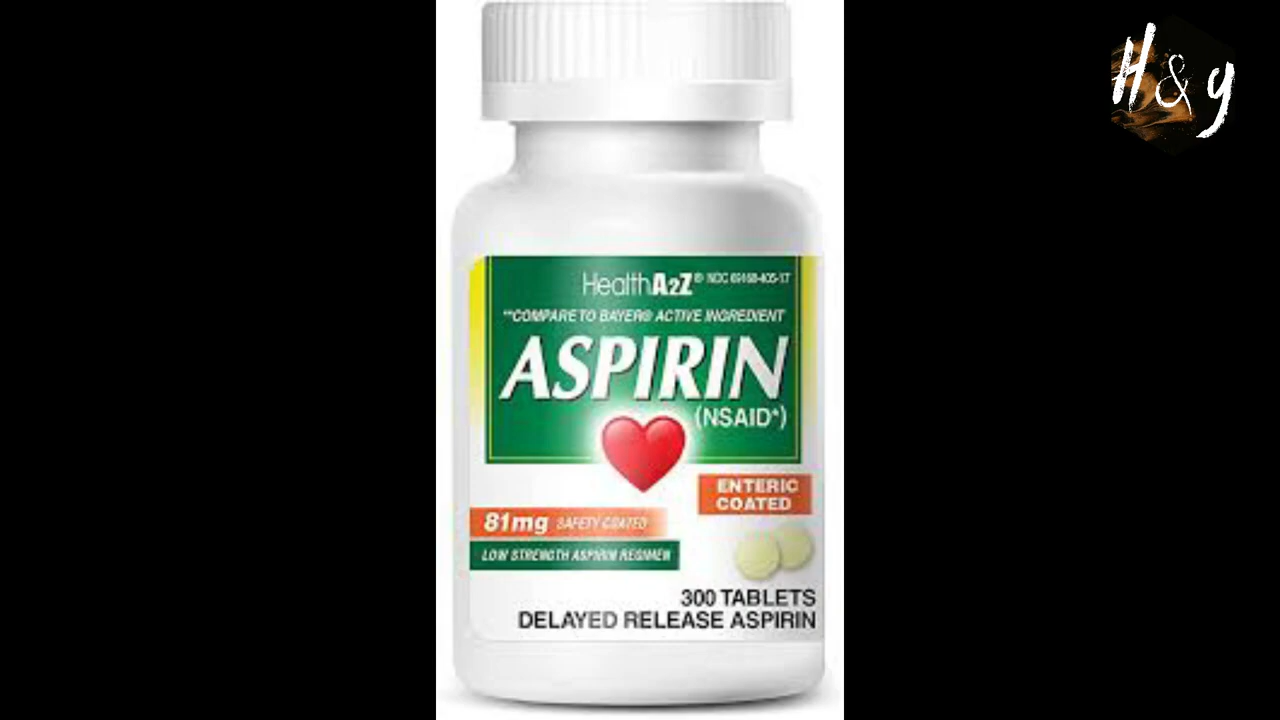 H & y
HealthA2Z®
**COMPARE TO BAYER® ACTIVE INGREDIENT
ASPIRIN
(NSAID*)
ENTERIC
COATED
81mg SAFETY COATED
LOW STRENGTH ASPIRIN REGIMEN
300 TABLETS
DELAYED RELEASE ASPIRIN